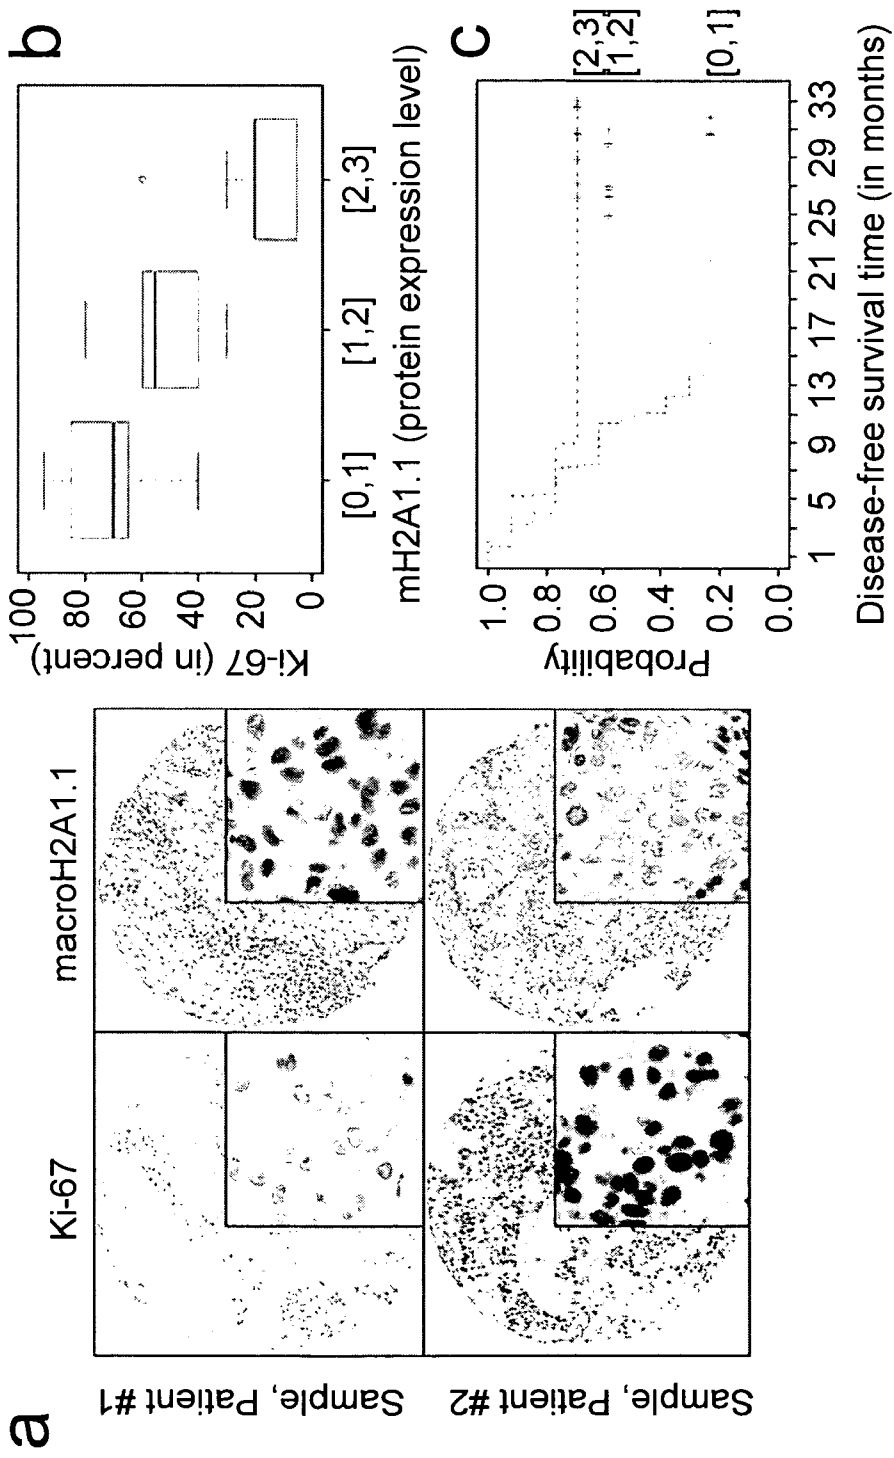 a
Ki-67
macroH2A1.1
Sample, Patient #1
Sample, Patient #2
b
Ki-67 (in percent)
100
80
60
40
20
0
[0,1]
[1,2]
[2,3]
mH2A1.1 (protein expression level)
c
Probability
1.0
0.8
0.6
0.4
0.2
0.0
[2,3]
[1,2]
[0,1]
1 5 9 13 17 21 25 29 33
Disease-free survival time (in months)